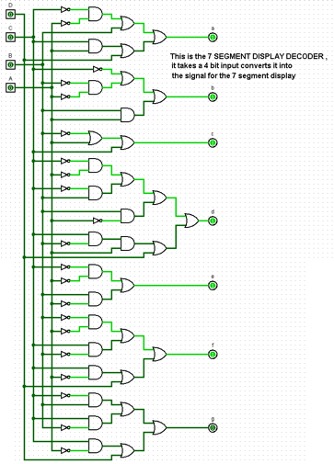 D
C
B
A
a
This is the 7 SEGMENT DISPLAY DECODER ,
it takes a 4 bit input converts it into
the signal for the 7 segment display
b
d
e
f
g